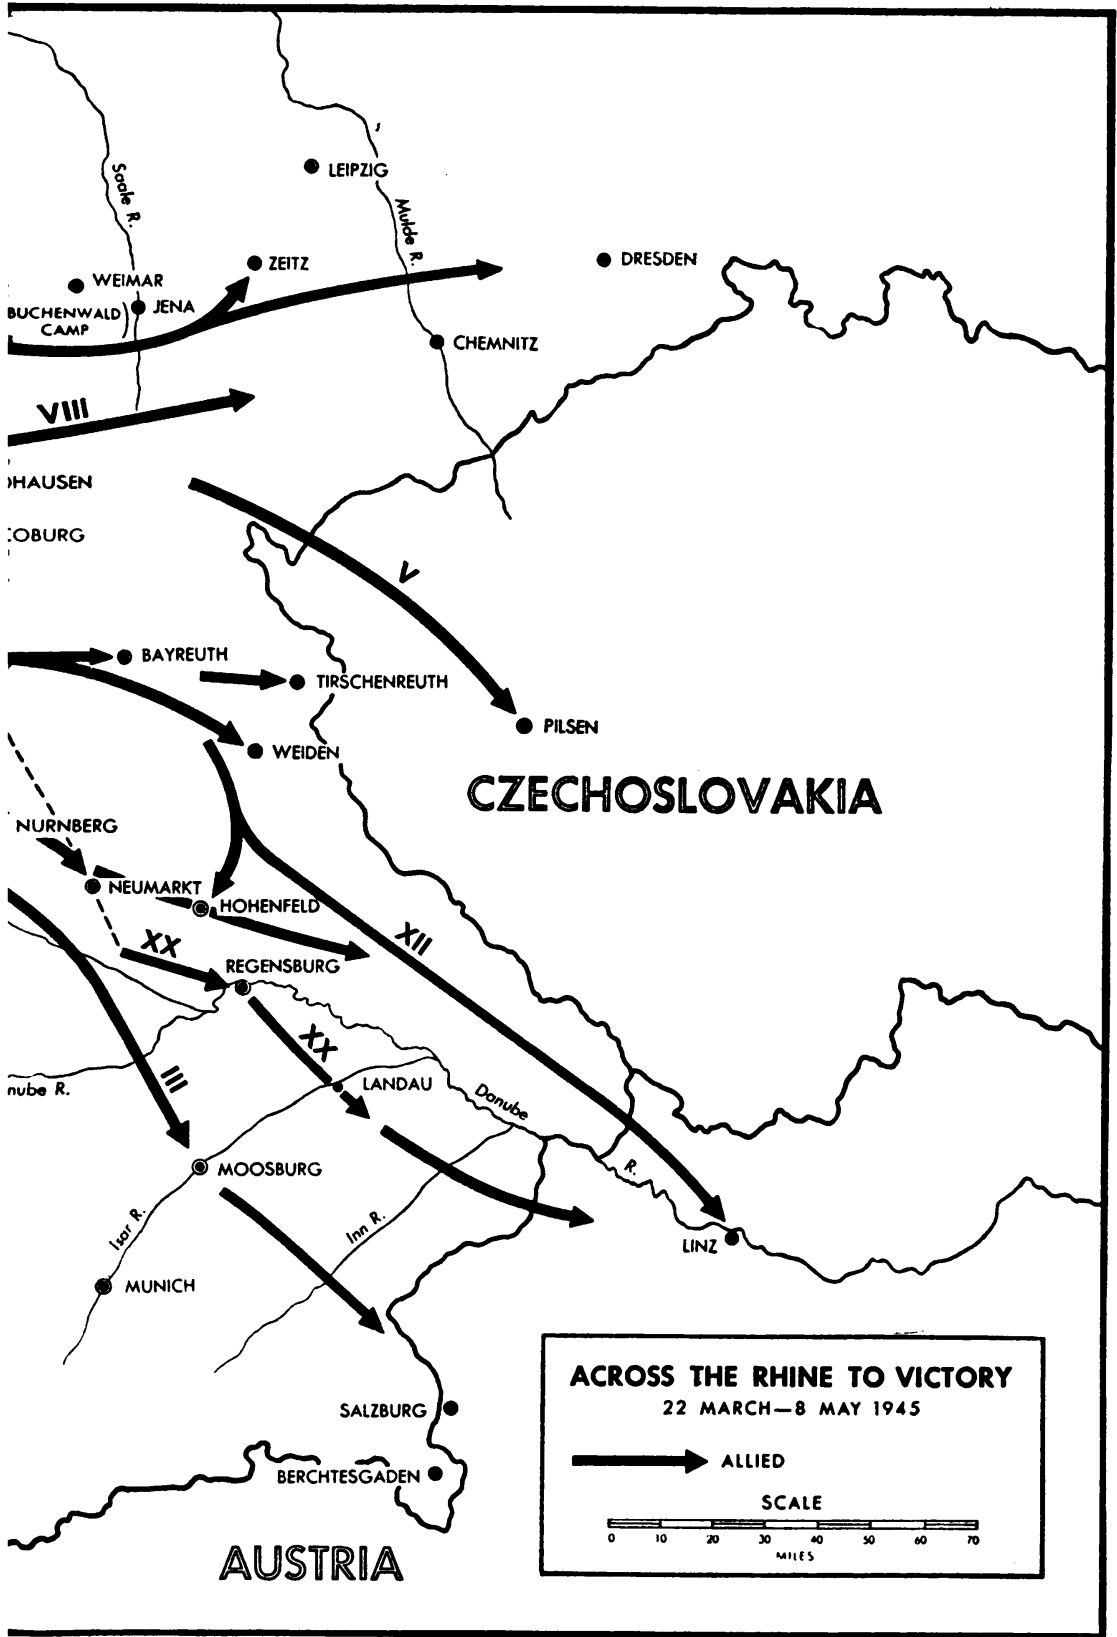 LEIPZIG
Saale R.
Mulde R.
ZEITZ
DRESDEN
WEIMAR
JENA
BUCHENWALD
CAMP
CHEMNITZ
VIII
HAUSEN
COBURG
V
BAYREUTH
TIRSCHENREUTH
PILSEN
WEIDEN
CZECHOSLOVAKIA
NURNBERG
NEUMARKT
HOHENFELD
XX
XII
REGENSBURG
XX
III
nube R.
LANDAU
Danube
R.
MOOSBURG
Isar R.
Inn R.
LINZ
MUNICH
ACROSS THE RHINE TO VICTORY
22 MARCH—8 MAY 1945
ALLIED
SCALE
0 10 20 30 40 50 60 70
MILES
SALZBURG
BERCHTESGADEN
AUSTRIA